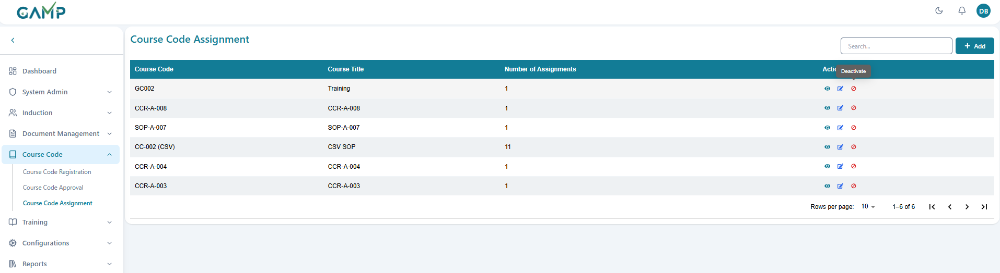 GAMP
DB
Course Code Assignment
Search...
+ Add
Dashboard
System Admin
Induction
Document Management
Course Code
Course Code Registration
Course Code Approval
Course Code Assignment
Training
Configurations
Reports
Course Code Course Title Number of Assignments
Deactivate
GC002 Training 1
CCR-A-008 CCR-A-008 1
SOP-A-007 SOP-A-007 1
CC-002 (CSV) CSV SOP 11
CCR-A-004 CCR-A-004 1
CCR-A-003 CCR-A-003 1
Rows per page: 10 1–6 of 6